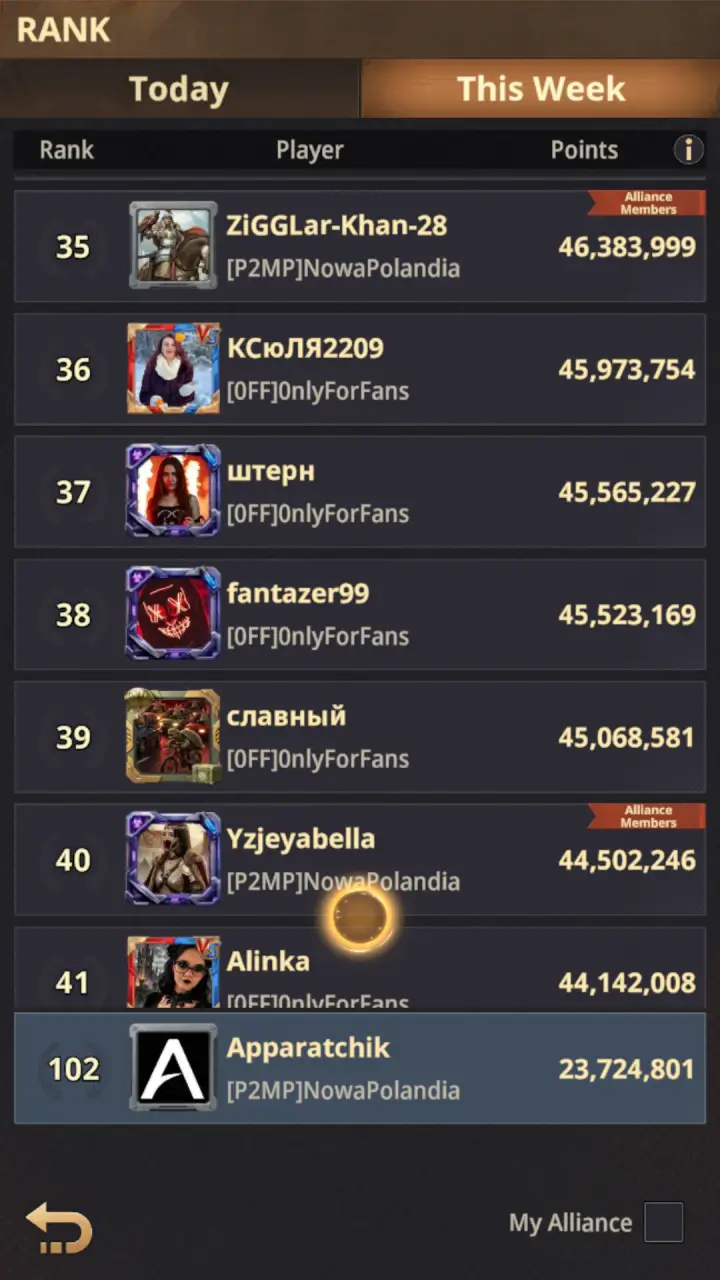 RANK
Today
This Week
Rank
Player
Points
i
Alliance
Members
35
ZiGGLar-Khan-28
[P2MP]NowaPolandia
46,383,999
36
КСюЛЯ2209
[0FF]0nlyForFans
45,973,754
37
штерн
[0FF]0nlyForFans
45,565,227
38
fantazer99
[0FF]0nlyForFans
45,523,169
39
славный
[0FF]0nlyForFans
45,068,581
Alliance
Members
40
Yzjeyabella
[P2MP]NowaPolandia
44,502,246
41
Alinka
[0FF]0nlyForFans
44,142,008
102
A
Apparatchik
[P2MP]NowaPolandia
23,724,801
My Alliance